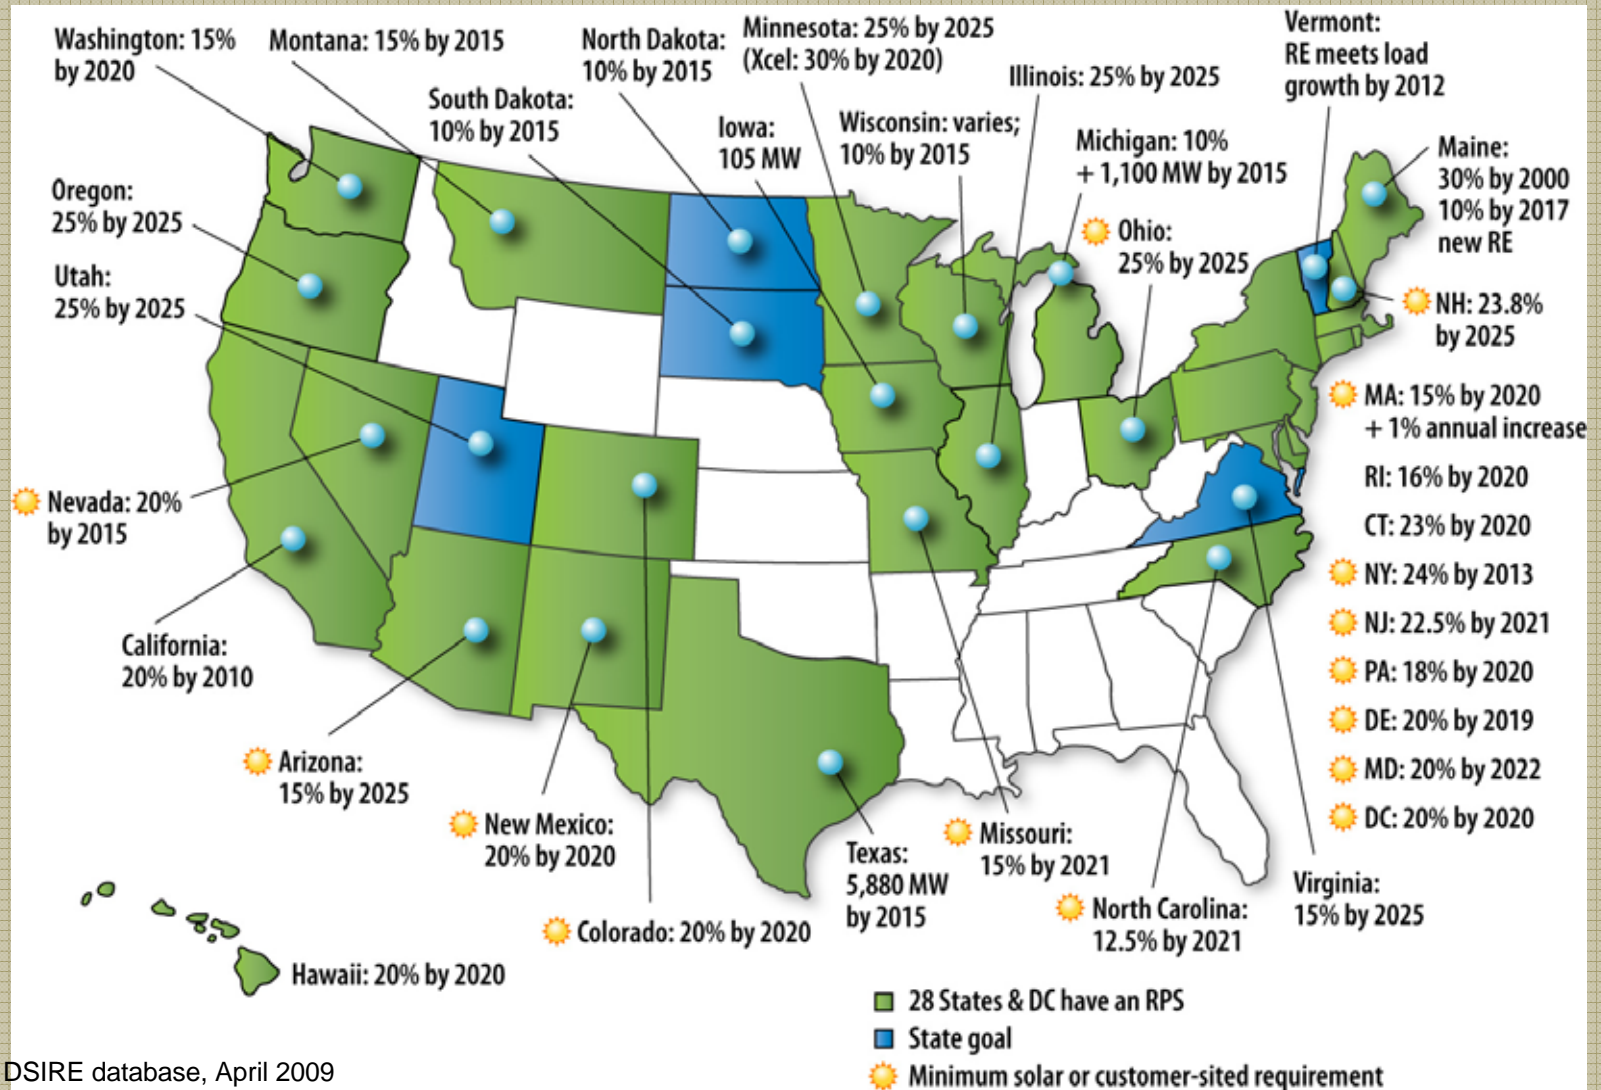 Washington: 15%
by 2020
Montana: 15% by 2015
North Dakota:
10% by 2015
Minnesota: 25% by 2025
(Xcel: 30% by 2020)
Vermont:
RE meets load
growth by 2012
South Dakota:
10% by 2015
Iowa:
105 MW
Wisconsin: varies;
10% by 2015
Illinois: 25% by 2025
Michigan: 10%
+ 1,100 MW by 2015
Maine:
30% by 2000
10% by 2017
new RE
Oregon:
25% by 2025
Ohio:
25% by 2025
Utah:
25% by 2025
NH: 23.8%
by 2025
MA: 15% by 2020
+ 1% annual increase
RI: 16% by 2020
CT: 23% by 2020
NY: 24% by 2013
NJ: 22.5% by 2021
PA: 18% by 2020
DE: 20% by 2019
MD: 20% by 2022
DC: 20% by 2020
Nevada: 20%
by 2015
California:
20% by 2010
Arizona:
15% by 2025
New Mexico:
20% by 2020
Colorado: 20% by 2020
Texas:
5,880 MW
by 2015
Missouri:
15% by 2021
North Carolina:
12.5% by 2021
Virginia:
15% by 2025
Hawaii: 20% by 2020
28 States & DC have an RPS
State goal
Minimum solar or customer-sited requirement
DSIRE database, April 2009